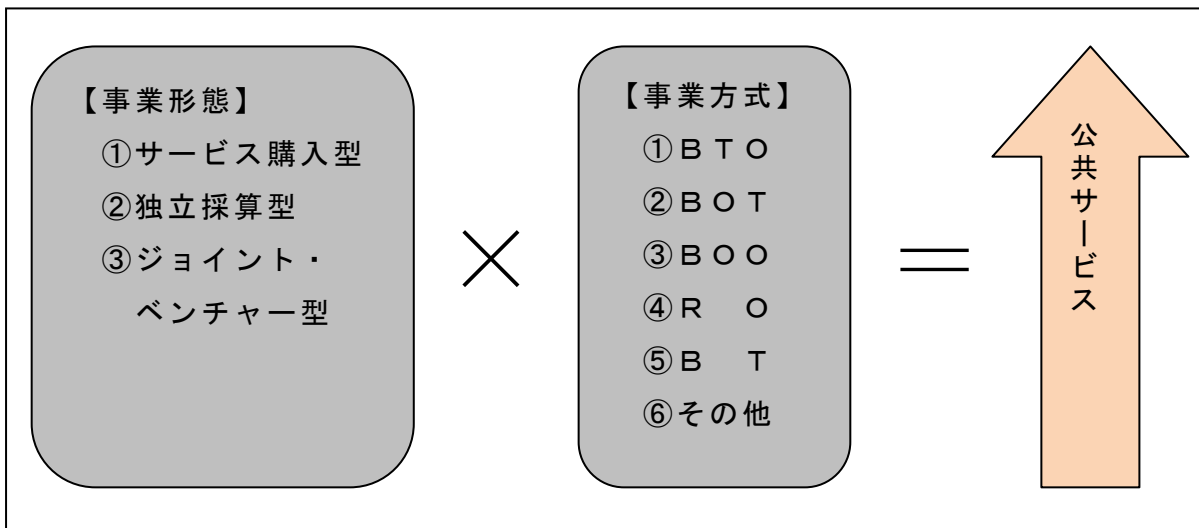 【事業形態】
①サービス購入型
②独立採算型
③ジョイント・
ベンチャー型
×
【事業方式】
①ＢＴＯ
②ＢＯＴ
③ＢＯＯ
④Ｒ　Ｏ
⑤Ｂ　Ｔ
⑥その他
＝
公共サービス